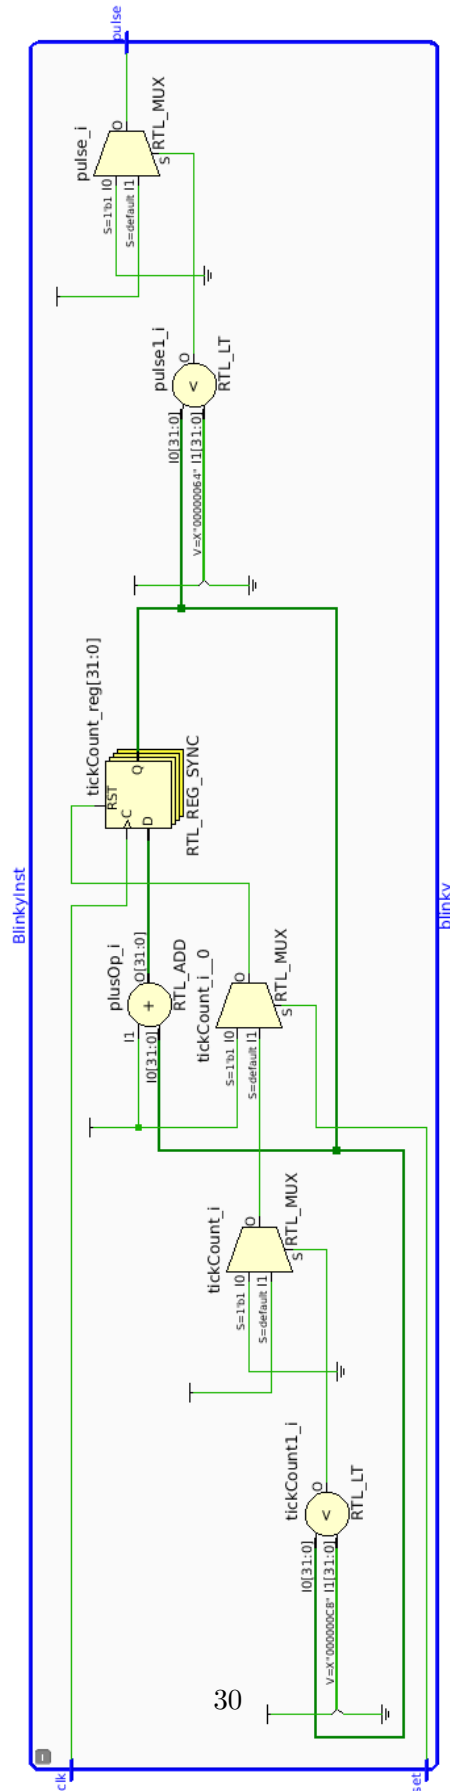 BlinkyInst
clk
reset
tickCount1_i
I0[31:0]
V=X"000000C8" I1[31:0]
<
O
RTL_LT
tickCount_i
S=1'b1 I0
S=default I1
O
S
RTL_MUX
plusOp_i
I1
I0[31:0]
+
O[31:0]
RTL_ADD
tickCount_i__0
S=1'b1 I0
S=default I1
O
S
RTL_MUX
tickCount_reg[31:0]
RST
C
D
Q
RTL_REG_SYNC
pulse1_i
I0[31:0]
V=X"00000064" I1[31:0]
<
O
RTL_LT
pulse_i
S=1'b1 I0
S=default I1
O
S
RTL_MUX
pulse
blinky
30